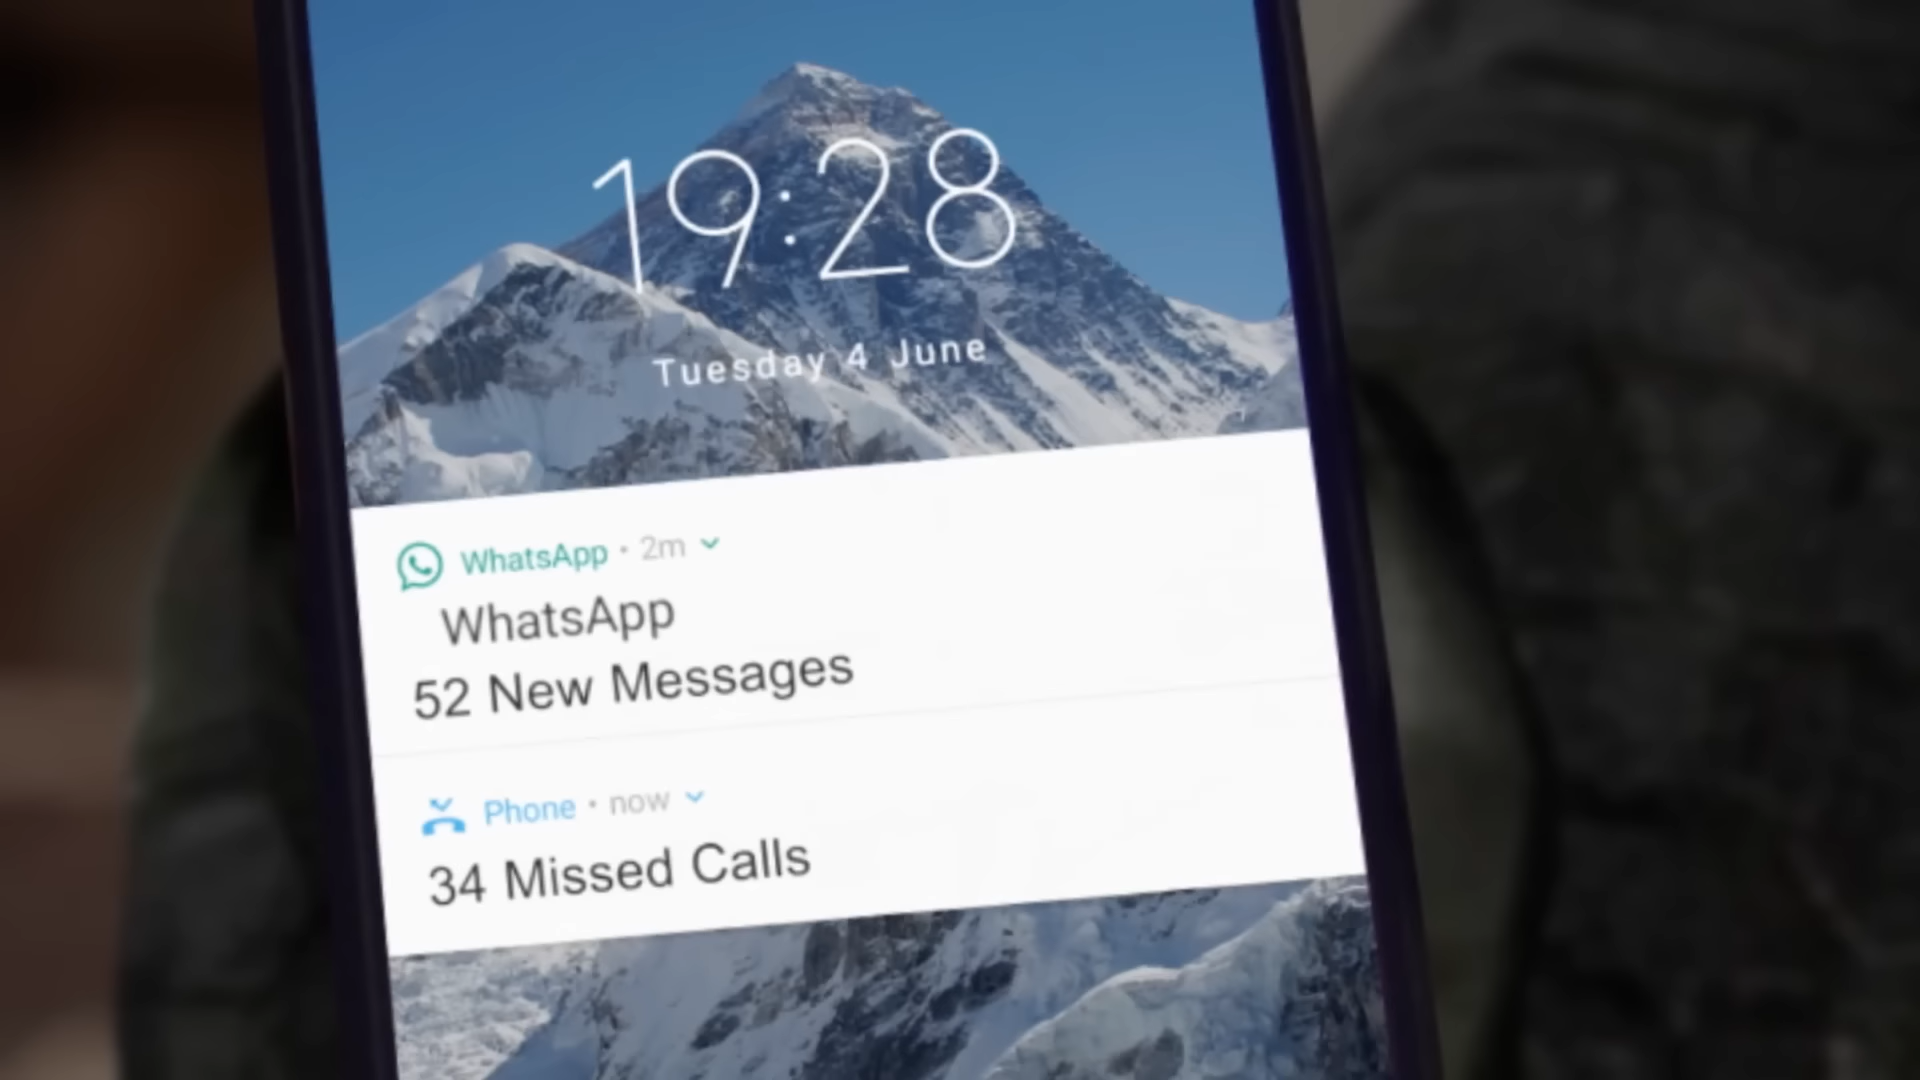 19:28
Tuesday 4 June
WhatsApp • 2m
WhatsApp
52 New Messages
Phone • now
34 Missed Calls